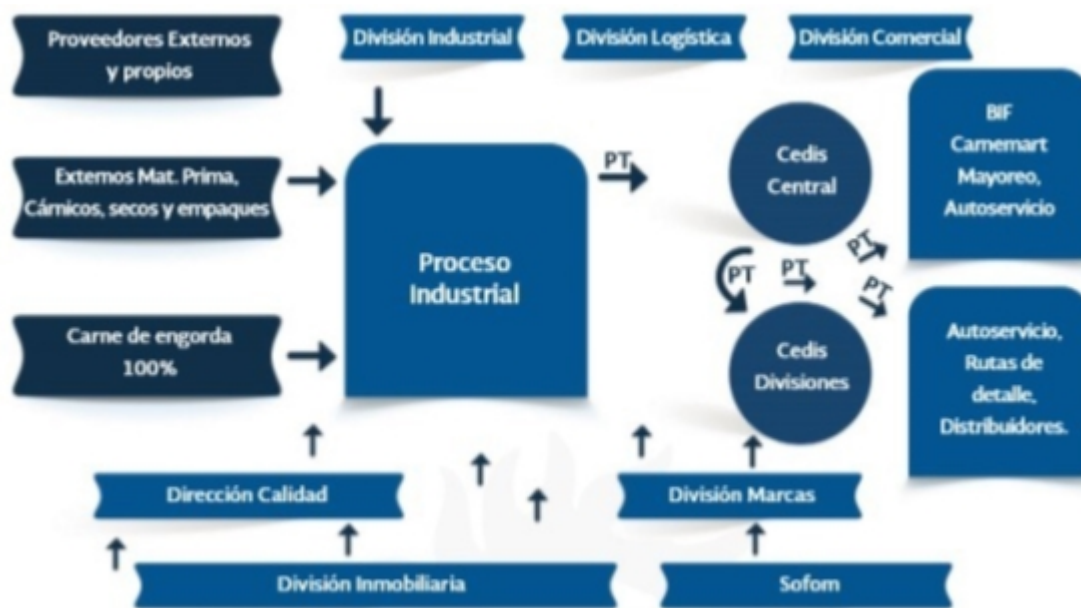 Proveedores Externos
y propios
División Industrial
División Logística
División Comercial
Externos Mat. Prima,
Cárnicos, secos y empaques
Carne de engorda
100%
Proceso
Industrial
PT
Cedis
Central
PT
PT
PT
PT
Cedis
Divisiones
BIF
Carnemart
Mayoreo,
Autoservicio
Autoservicio,
Rutas de
detalle,
Distribuidores.
Dirección Calidad
División Marcas
División Inmobiliaria
Sofom